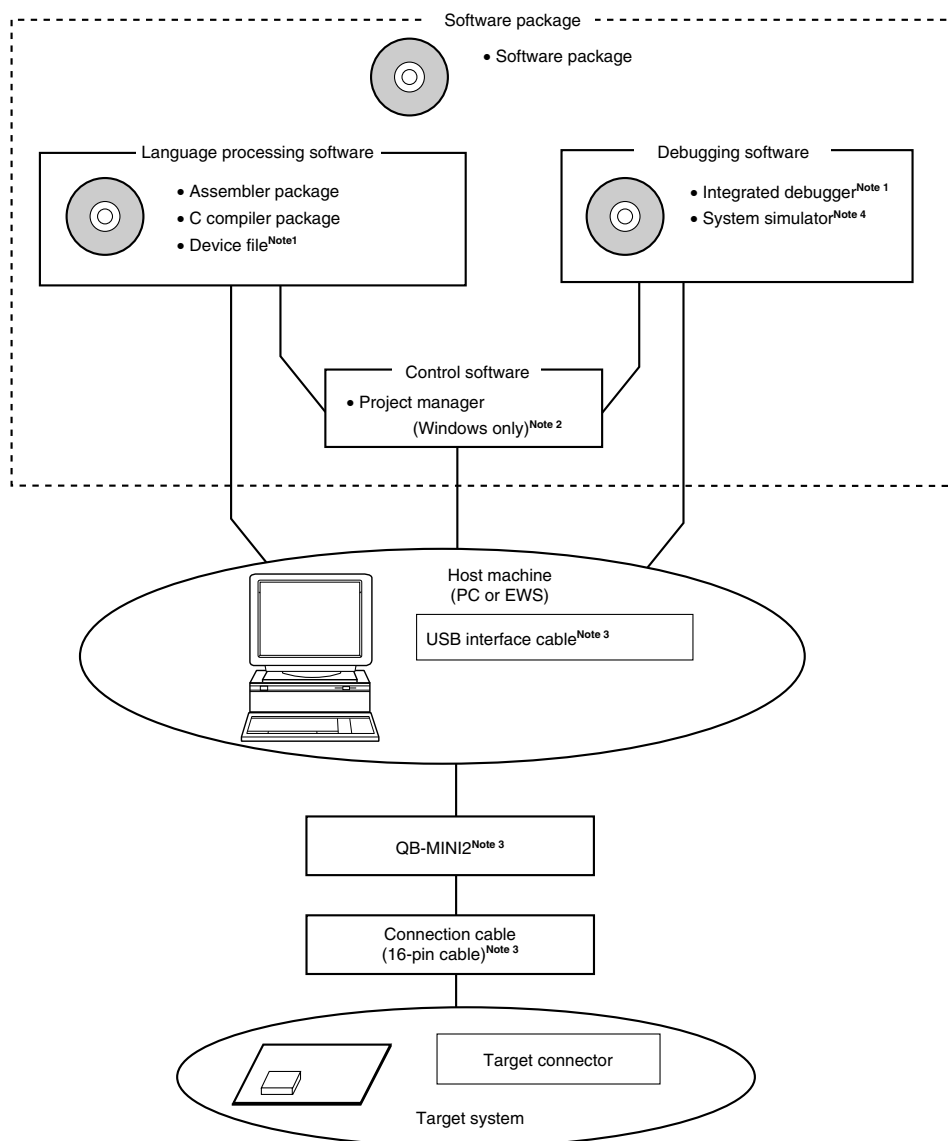 Software package
• Software package
Language processing software
• Assembler package
• C compiler package
• Device fileNote1
Debugging software
• Integrated debuggerNote 1
• System simulatorNote 4
Control software
• Project manager
(Windows only)Note 2
Host machine
(PC or EWS)
USB interface cableNote 3
QB-MINI2Note 3
Connection cable
(16-pin cable)Note 3
Target connector
Target system